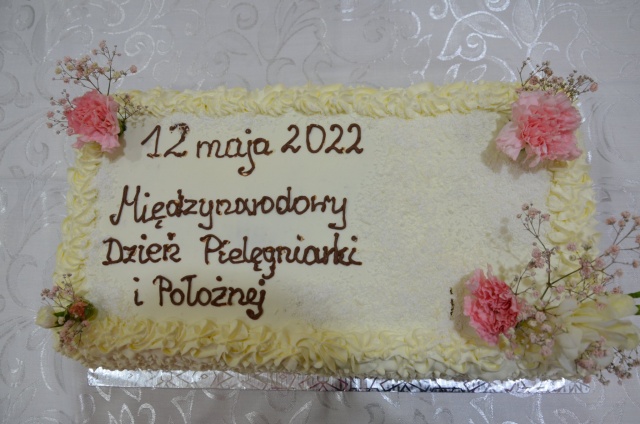 12 maja 2022
Międzynarodowy
Dzień Pielęgniarki
i Położnej